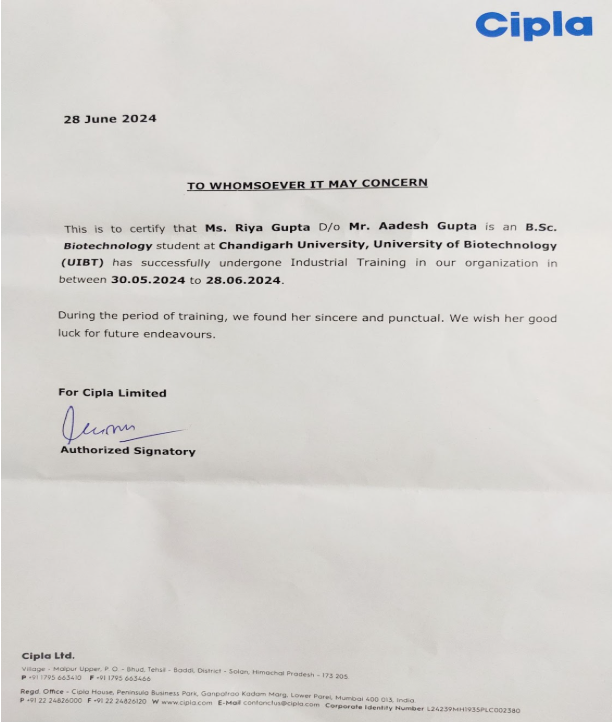 Cipla
28 June 2024
TO WHOMSOEVER IT MAY CONCERN
This is to certify that Ms. Riya Gupta D/o Mr. Aadesh Gupta is an B.Sc.
Biotechnology student at Chandigarh University, University of Biotechnology
(UIBT) has successfully undergone Industrial Training in our organization in
between 30.05.2024 to 28.06.2024.
During the period of training, we found her sincere and punctual. We wish her good
luck for future endeavours.
For Cipla Limited
Authorized Signatory
Cipla Ltd.
Village - Malpur Upper, P. O. - Bhud, Tehsil - Baddi, District - Solan, Himachal Pradesh - 173 205.
P +91 1795 663410 F +91 1795 663466
Regd. Office - Cipla House, Peninsula Business Park, Ganpatrao Kadam Marg, Lower Parel, Mumbai 400 013, India
P +91 22 24826000 F +91 22 24826120 W www.cipla.com E-Mail contactus@cipla.com Corporate Identity Number L24239MH1935PLC002380